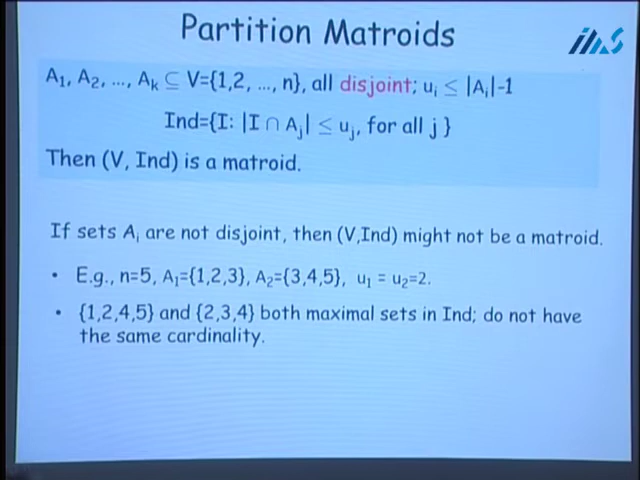 Partition Matroids
IMS
A₁, A₂, ..., Aₖ ⊆ V={1,2, ..., n}, all disjoint; uᵢ ≤ |Aᵢ|-1
Ind={I: |I ∩ Aⱼ| ≤ uⱼ, for all j }
Then (V, Ind) is a matroid.
If sets Aᵢ are not disjoint, then (V,Ind) might not be a matroid.
• E.g., n=5, A₁={1,2,3}, A₂={3,4,5}, u₁ = u₂=2.
• {1,2,4,5} and {2,3,4} both maximal sets in Ind; do not have
the same cardinality.